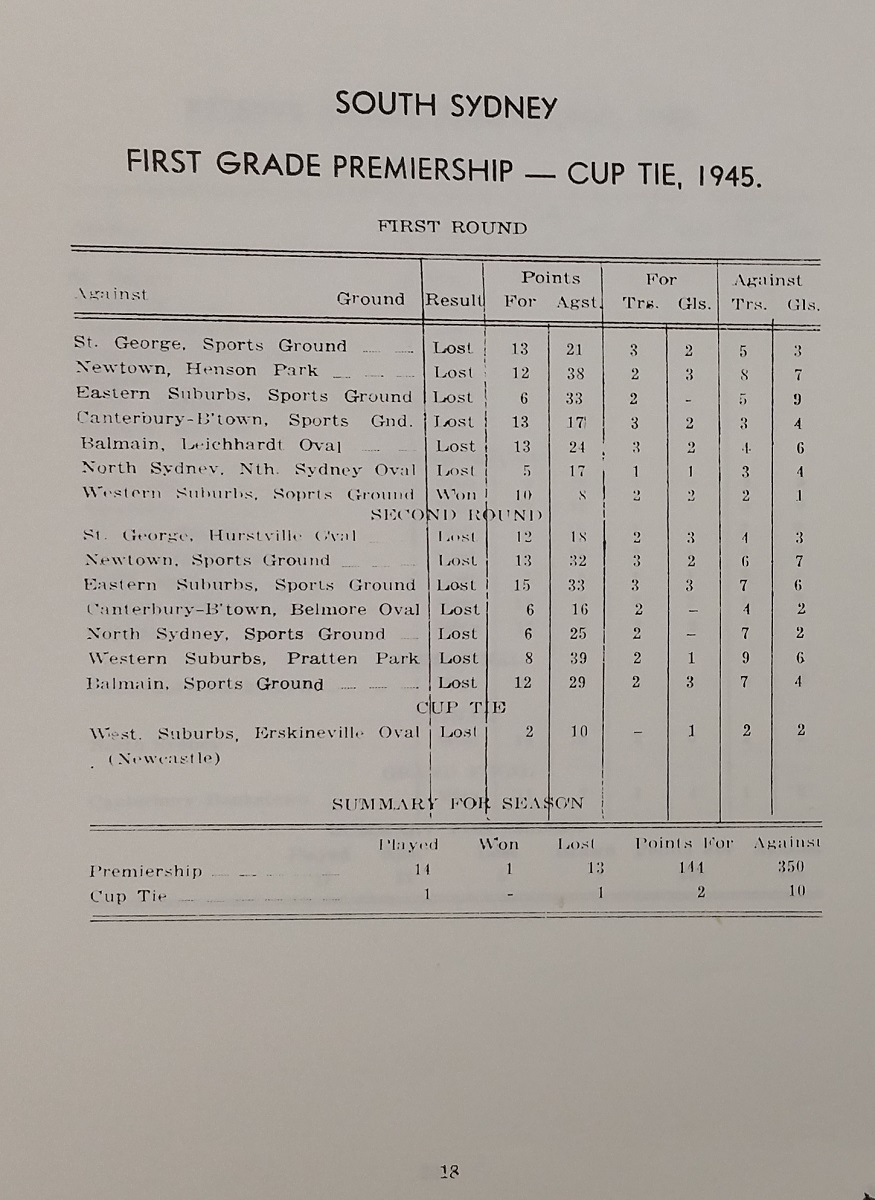 SOUTH SYDNEY
FIRST GRADE PREMIERSHIP — CUP TIE, 1945.
FIRST ROUND
Points For Against
Against Ground Result For Agst. Trs. Gls. Trs. Gls.
St. George, Sports Ground Lost 13 21 3 2 5 3
Newtown, Henson Park Lost 12 38 2 3 8 7
Eastern Suburbs, Sports Ground Lost 6 33 2 - 5 9
Canterbury-B'town, Sports Gnd. Lost 13 17 3 2 3 4
Balmain, Leichhardt Oval Lost 13 24 3 2 4 6
North Sydney, Nth. Sydney Oval Lost 5 17 1 1 3 4
Western Suburbs, Soprts Ground Won 10 8 2 2 2 1
SECOND ROUND
St. George, Hurstville Oval Lost 12 18 2 3 4 3
Newtown, Sports Ground Lost 13 32 3 2 6 7
Eastern Suburbs, Sports Ground Lost 15 33 3 3 7 6
Canterbury-B'town, Belmore Oval Lost 6 16 2 – 4 2
North Sydney, Sports Ground Lost 6 25 2 – 7 2
Western Suburbs, Pratten Park Lost 8 39 2 1 9 6
Balmain, Sports Ground Lost 12 29 2 3 7 4
CUP TIE
West. Suburbs, Erskineville Oval Lost 2 10 – 1 2 2
(Newcastle)
SUMMARY FOR SEASON
Played Won Lost Points For Against
Premiership 14 1 13 144 350
Cup Tie 1 - 1 2 10
18